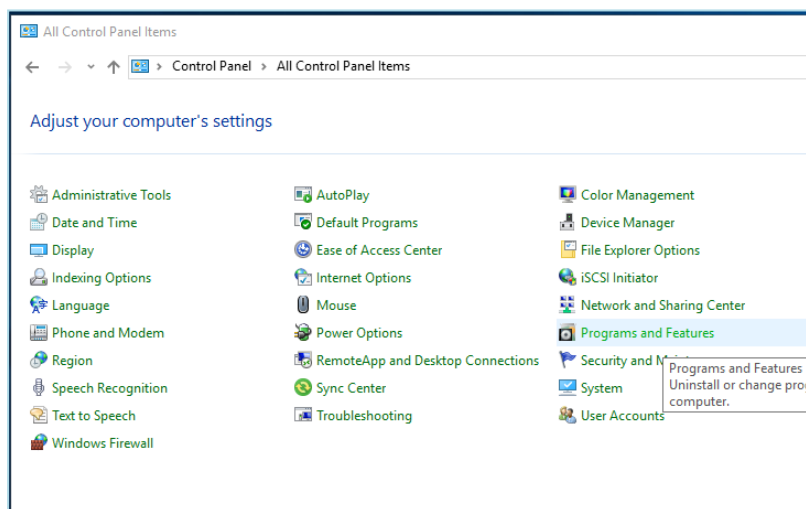 All Control Panel Items
Control Panel > All Control Panel Items
Adjust your computer's settings
Administrative Tools
AutoPlay
Color Management
Date and Time
Default Programs
Device Manager
Display
Ease of Access Center
File Explorer Options
Indexing Options
Internet Options
iSCSI Initiator
Language
Mouse
Network and Sharing Center
Phone and Modem
Power Options
Programs and Features
Region
RemoteApp and Desktop Connections
Security and
Programs and Features
Speech Recognition
Sync Center
System
Uninstall or change
computer.
Text to Speech
Troubleshooting
User Accounts
Windows Firewall